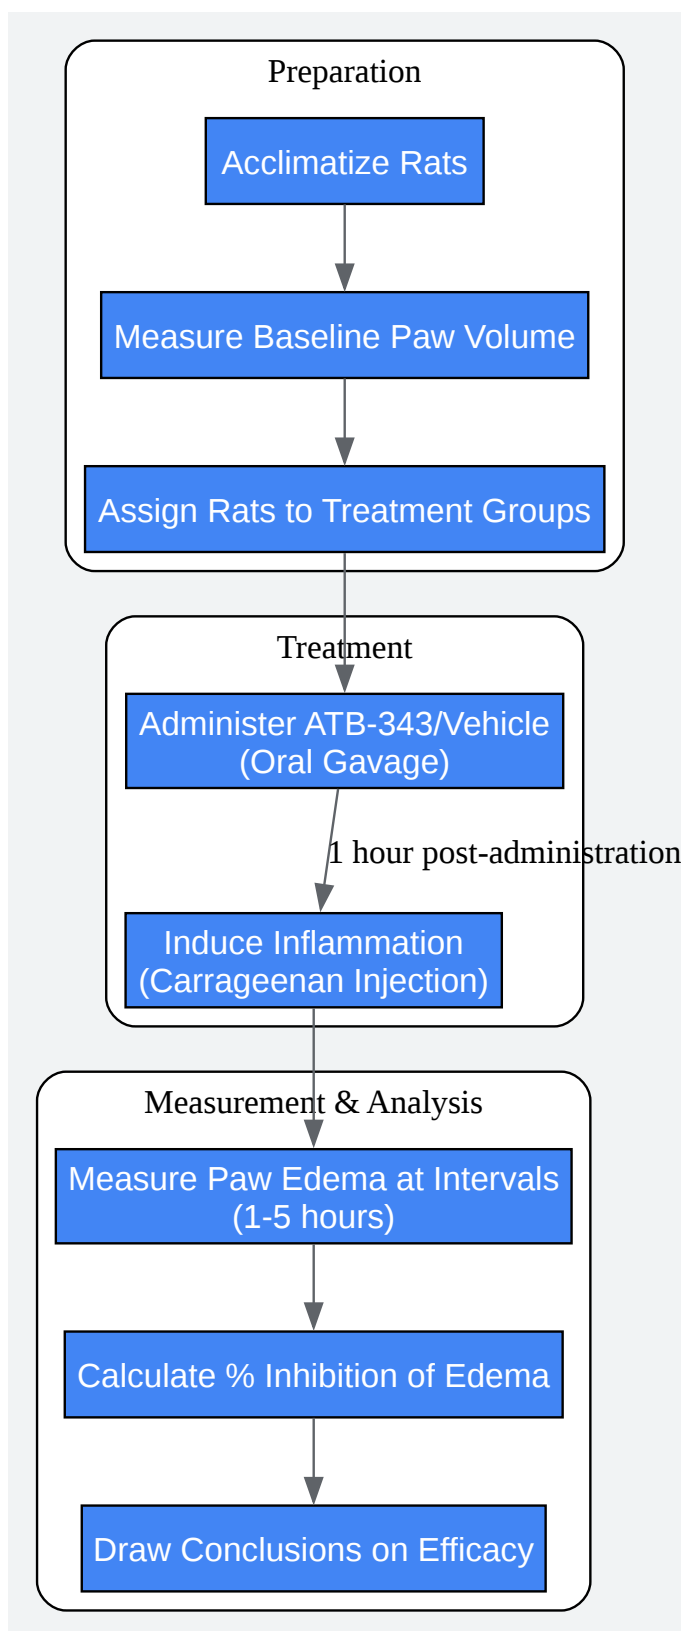 Preparation
Acclimatize Rats
Measure Baseline Paw Volume
Assign Rats to Treatment Groups
Treatment
Administer ATB-343/Vehicle
(Oral Gavage)
1 hour post-administration
Induce Inflammation
(Carrageenan Injection)
Measurement & Analysis
Measure Paw Edema at Intervals
(1-5 hours)
Calculate % Inhibition of Edema
Draw Conclusions on Efficacy